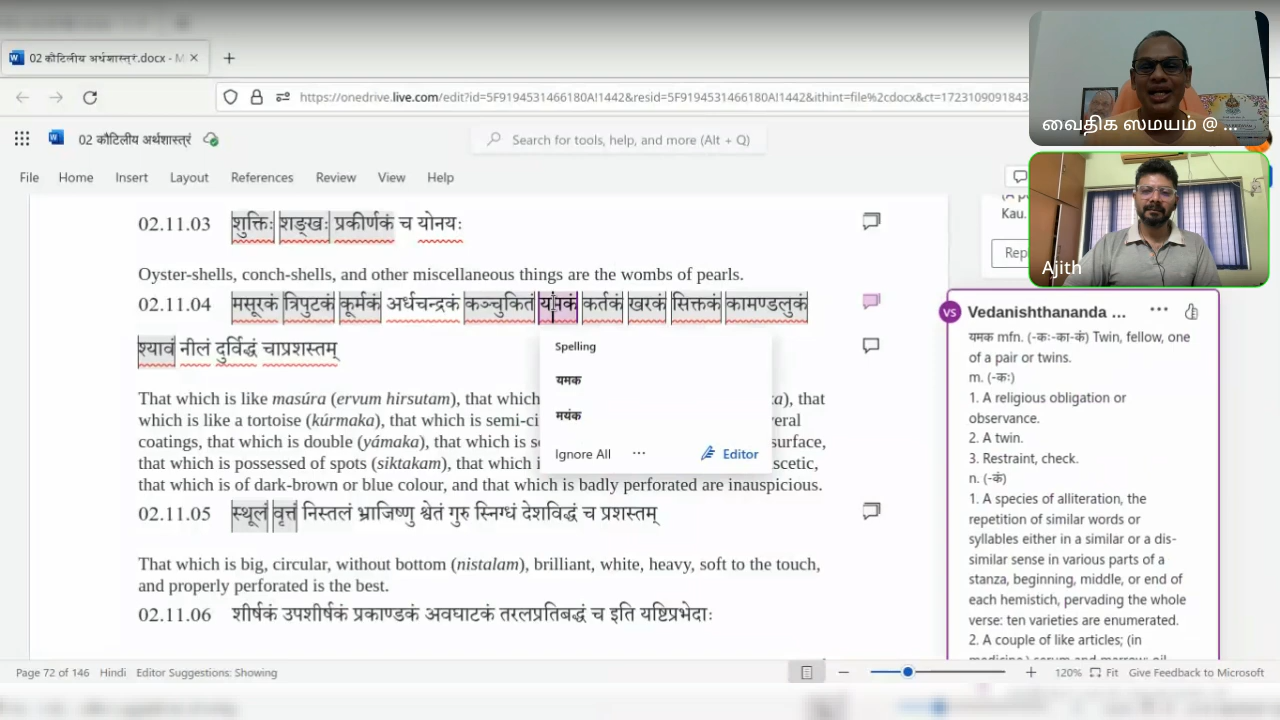 02 कौटिलीय अर्थशास्त्रं.docx - M
https://onedrive.live.com/edit?id=5F9194531466180A!1442&resid=5F9194531466180A!1442&ithint=file%2cdocx&ct=1723109091843
02 कौटिलीय अर्थशास्त्रं
Search for tools, help, and more (Alt + Q)
வைதிக ஸமயம் @ ...
File Home Insert Layout References Review View Help
Ajith
02.11.03 शुक्तिः शङ्खः प्रकीर्णकं च योनयः
Kau.
Oyster-shells, conch-shells, and other miscellaneous things are the wombs of pearls.
02.11.04 मसूरकं त्रिपुटकं कूर्मकं अर्धचन्द्रकं कञ्चुकितं यमकं कर्तकं खरकं सिक्तकं कामण्डलुकं
श्यावं नीलं दुर्विद्धं चाप्रशस्तम्
Spelling
यमक
मयंक
Ignore All ... Editor
That which is like masúra (ervum hirsutam), that which
which is like a tortoise (kúrmaka), that which is semi-ci
coatings, that which is double (yámaka), that which is s surface,
that which is possessed of spots (siktakam), that which i scetic,
that which is of dark-brown or blue colour, and that which is badly perforated are inauspicious.
02.11.05 स्थूलं वृत्तं निस्तलं भ्राजिष्णु श्वेतं गुरु स्निग्धं देशविद्धं च प्रशस्तम्
That which is big, circular, without bottom (nistalam), brilliant, white, heavy, soft to the touch,
and properly perforated is the best.
02.11.06 शीर्षकं उपशीर्षकं प्रकाण्डकं अवघाटकं तरलप्रतिबद्धं च इति यष्टिप्रभेदाः
VS Vedanishthananda ...
यमक mfn. (-कः-का-कं) Twin, fellow, one
of a pair or twins.
m. (-कः)
1. A religious obligation or
observance.
2. A twin.
3. Restraint, check.
n. (-कं)
1. A species of alliteration, the
repetition of similar words or
syllables either in a similar or a dis-
similar sense in various parts of a
stanza, beginning, middle, or end of
each hemistich, pervading the whole
verse: ten varieties are enumerated.
2. A couple of like articles; (in
Page 72 of 146 Hindi Editor Suggestions: Showing
120% Fit Give Feedback to Microsoft